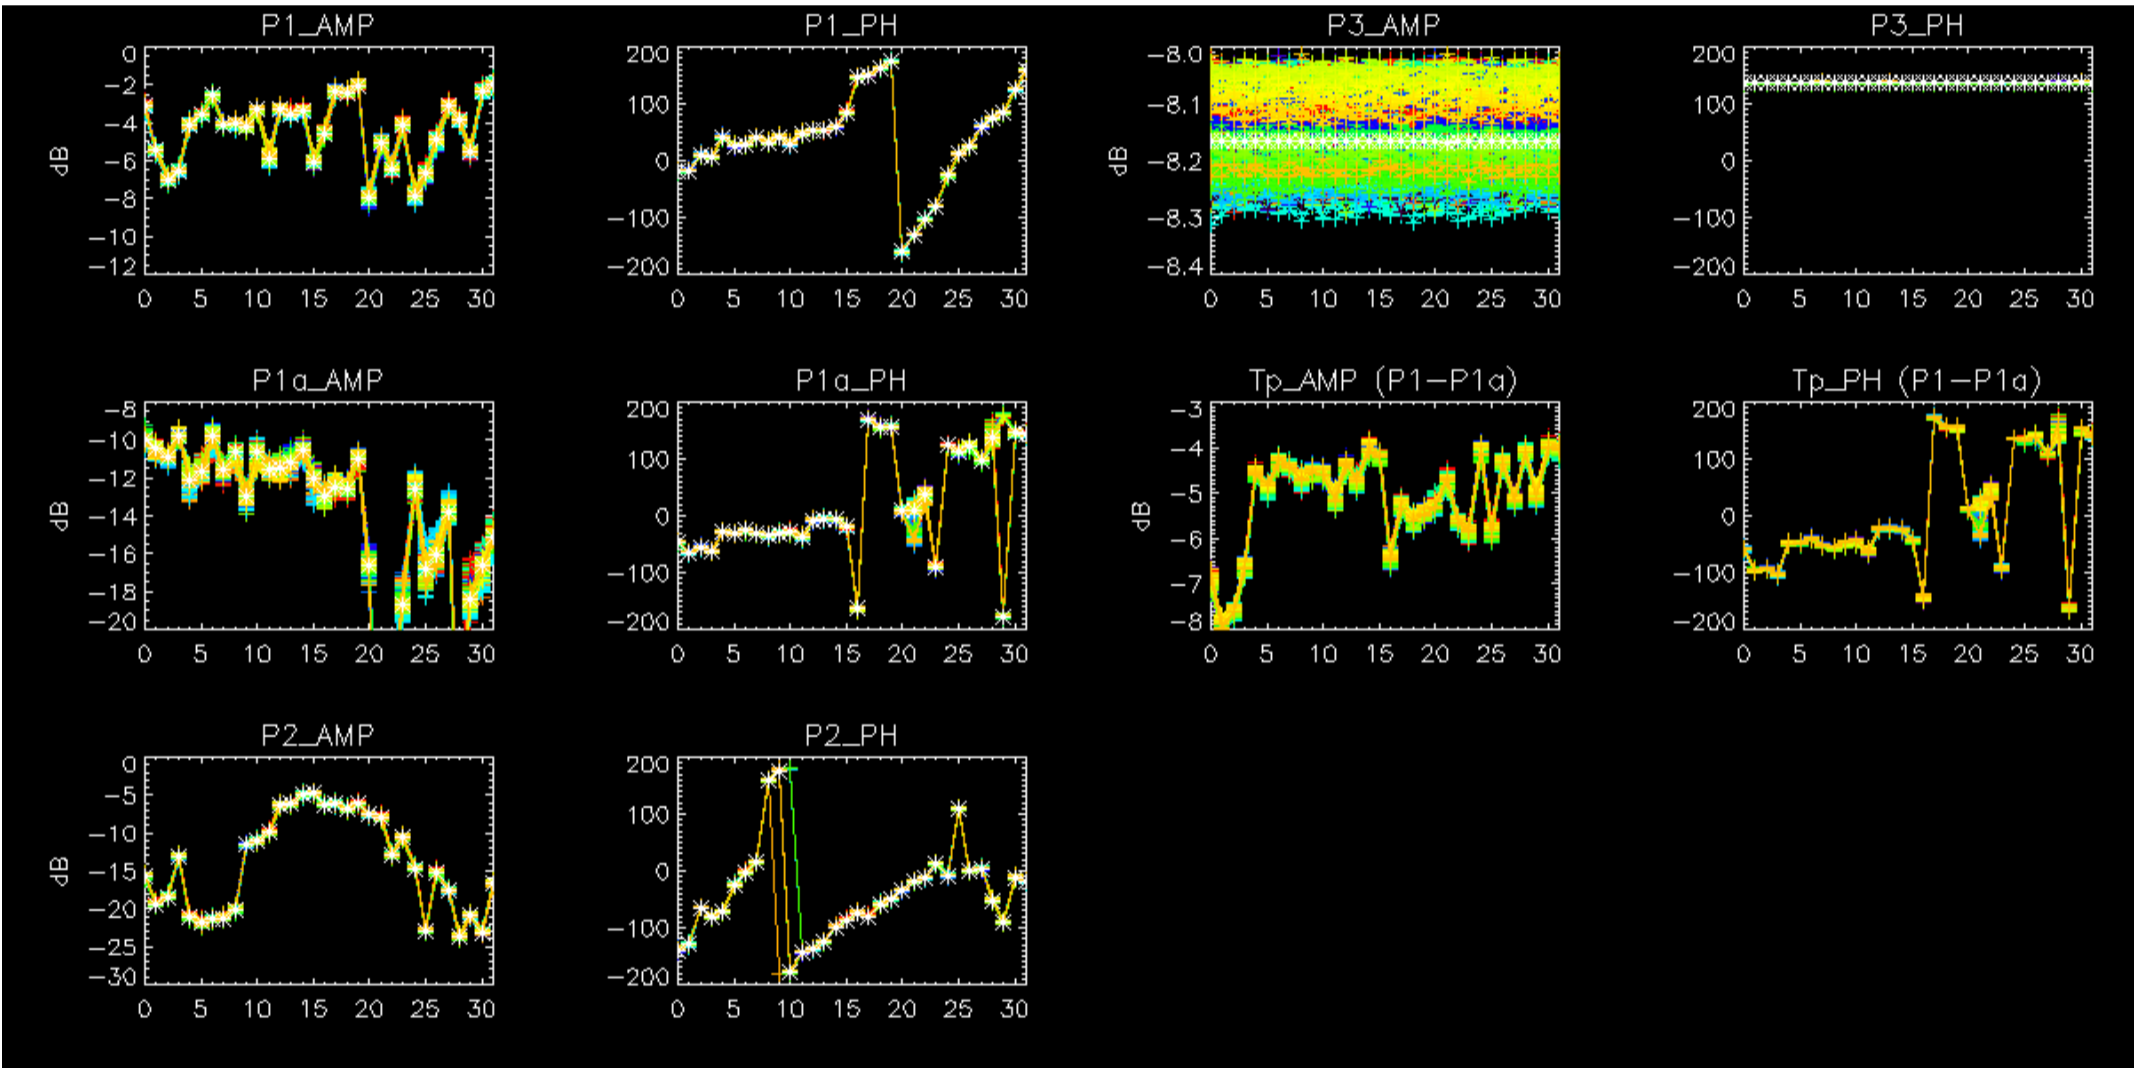 P1_AMP P1_PH P3_AMP P3_PH
0 200 −8.0 200
−2
100 −8.1 100
−4
dB −6 0 dB −8.2 0
−8
−100 −8.3 −100
−10
−12 −200 −8.4 −200
0 5 10 15 20 25 30 0 5 10 15 20 25 30 0 5 10 15 20 25 30 0 5 10 15 20 25 30
P1a_AMP P1a_PH Tp_AMP (P1−P1a) Tp_PH (P1−P1a)
−8 200 −3 200
−10
−4
−12 100 100
−5
dB −14 0 dB 0
−16 −6
−100 −100
−18 −7
−20 −200 −8 −200
0 5 10 15 20 25 30 0 5 10 15 20 25 30 0 5 10 15 20 25 30 0 5 10 15 20 25 30
P2_AMP P2_PH
0 200
−5
100
−10
dB −15 0
−20
−100
−25
−30 −200
0 5 10 15 20 25 30 0 5 10 15 20 25 30